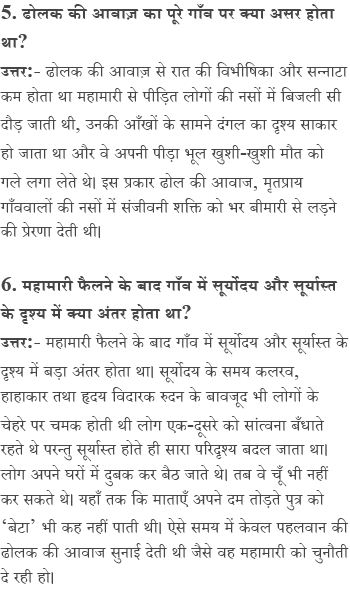 5. ढोलक की आवाज़ का पूरे गाँव पर क्या असर होता
था?
उत्तर:- ढोलक की आवाज़ से रात की विभीषिका और सन्नाटा
कम होता था महामारी से पीड़ित लोगों की नसों में बिजली सी
दौड़ जाती थी, उनकी आँखों के सामने दंगल का दृश्य साकार
हो जाता था और वे अपनी पीड़ा भूल खुशी-खुशी मौत को
गले लगा लेते थे। इस प्रकार ढोल की आवाज, मृतप्राय
गाँववालों की नसों में संजीवनी शक्ति को भर बीमारी से लड़ने
की प्रेरणा देती थी।
6. महामारी फैलने के बाद गाँव में सूर्योदय और सूर्यास्त
के दृश्य में क्या अंतर होता था?
उत्तर:- महामारी फैलने के बाद गाँव में सूर्योदय और सूर्यास्त के
दृश्य में बड़ा अंतर होता था। सूर्योदय के समय कलरव,
हाहाकार तथा हृदय विदारक रुदन के बावजूद भी लोगों के
चेहरे पर चमक होती थी लोग एक-दूसरे को सांत्वना बँधाते
रहते थे परन्तु सूर्यास्त होते ही सारा परिदृश्य बदल जाता था।
लोग अपने घरों में दुबक कर बैठ जाते थे। तब वे चूँ भी नहीं
कर सकते थे। यहाँ तक कि माताएँ अपने दम तोड़ते पुत्र को
‘बेटा’ भी कह नहीं पाती थी। ऐसे समय में केवल पहलवान की
ढोलक की आवाज सुनाई देती थी जैसे वह महामारी को चुनौती
दे रही हो।